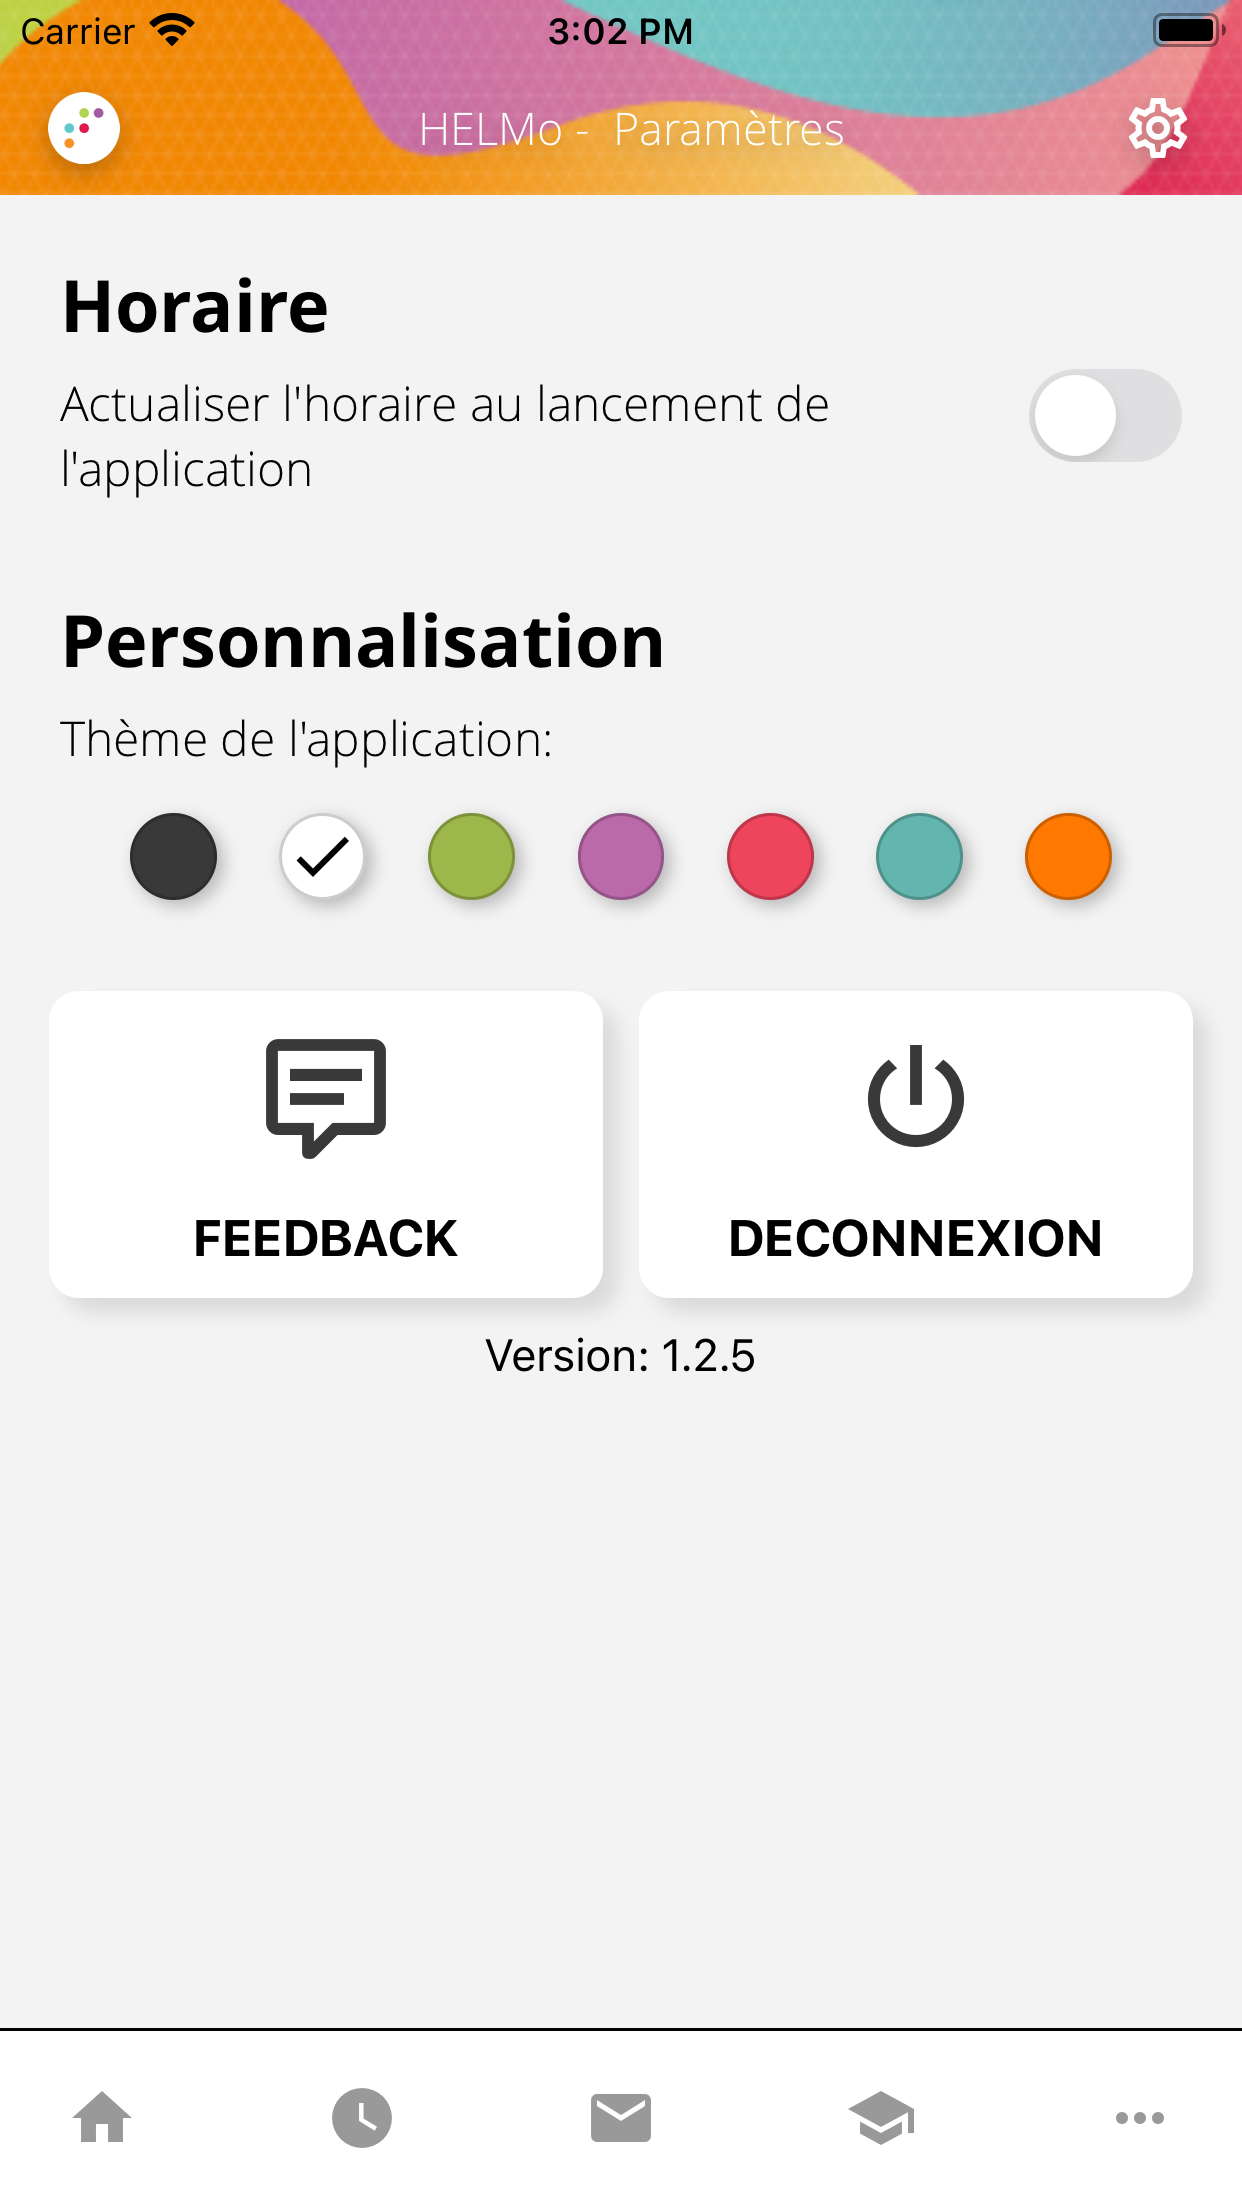 Carrier 3:02 PM
HELMo - Paramètres
Horaire
Actualiser l'horaire au lancement de
l'application
Personnalisation
Thème de l'application:
FEEDBACK DECONNEXION
Version: 1.2.5